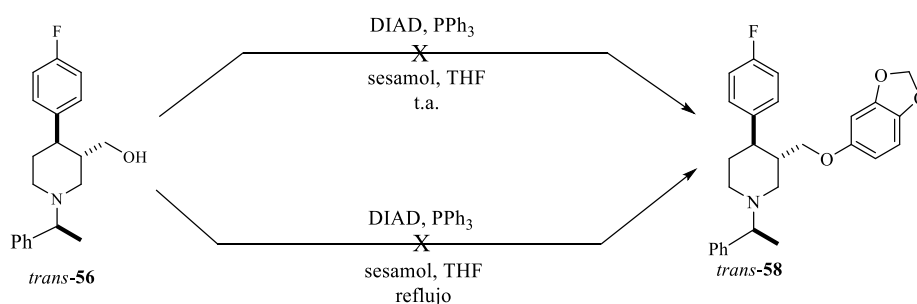 F
OH
N
Ph
trans-56
DIAD, PPh₃
X
sesamol, THF
t.a.
DIAD, PPh₃
X
sesamol, THF
reflujo
F
O
O
O
N
Ph
trans-58